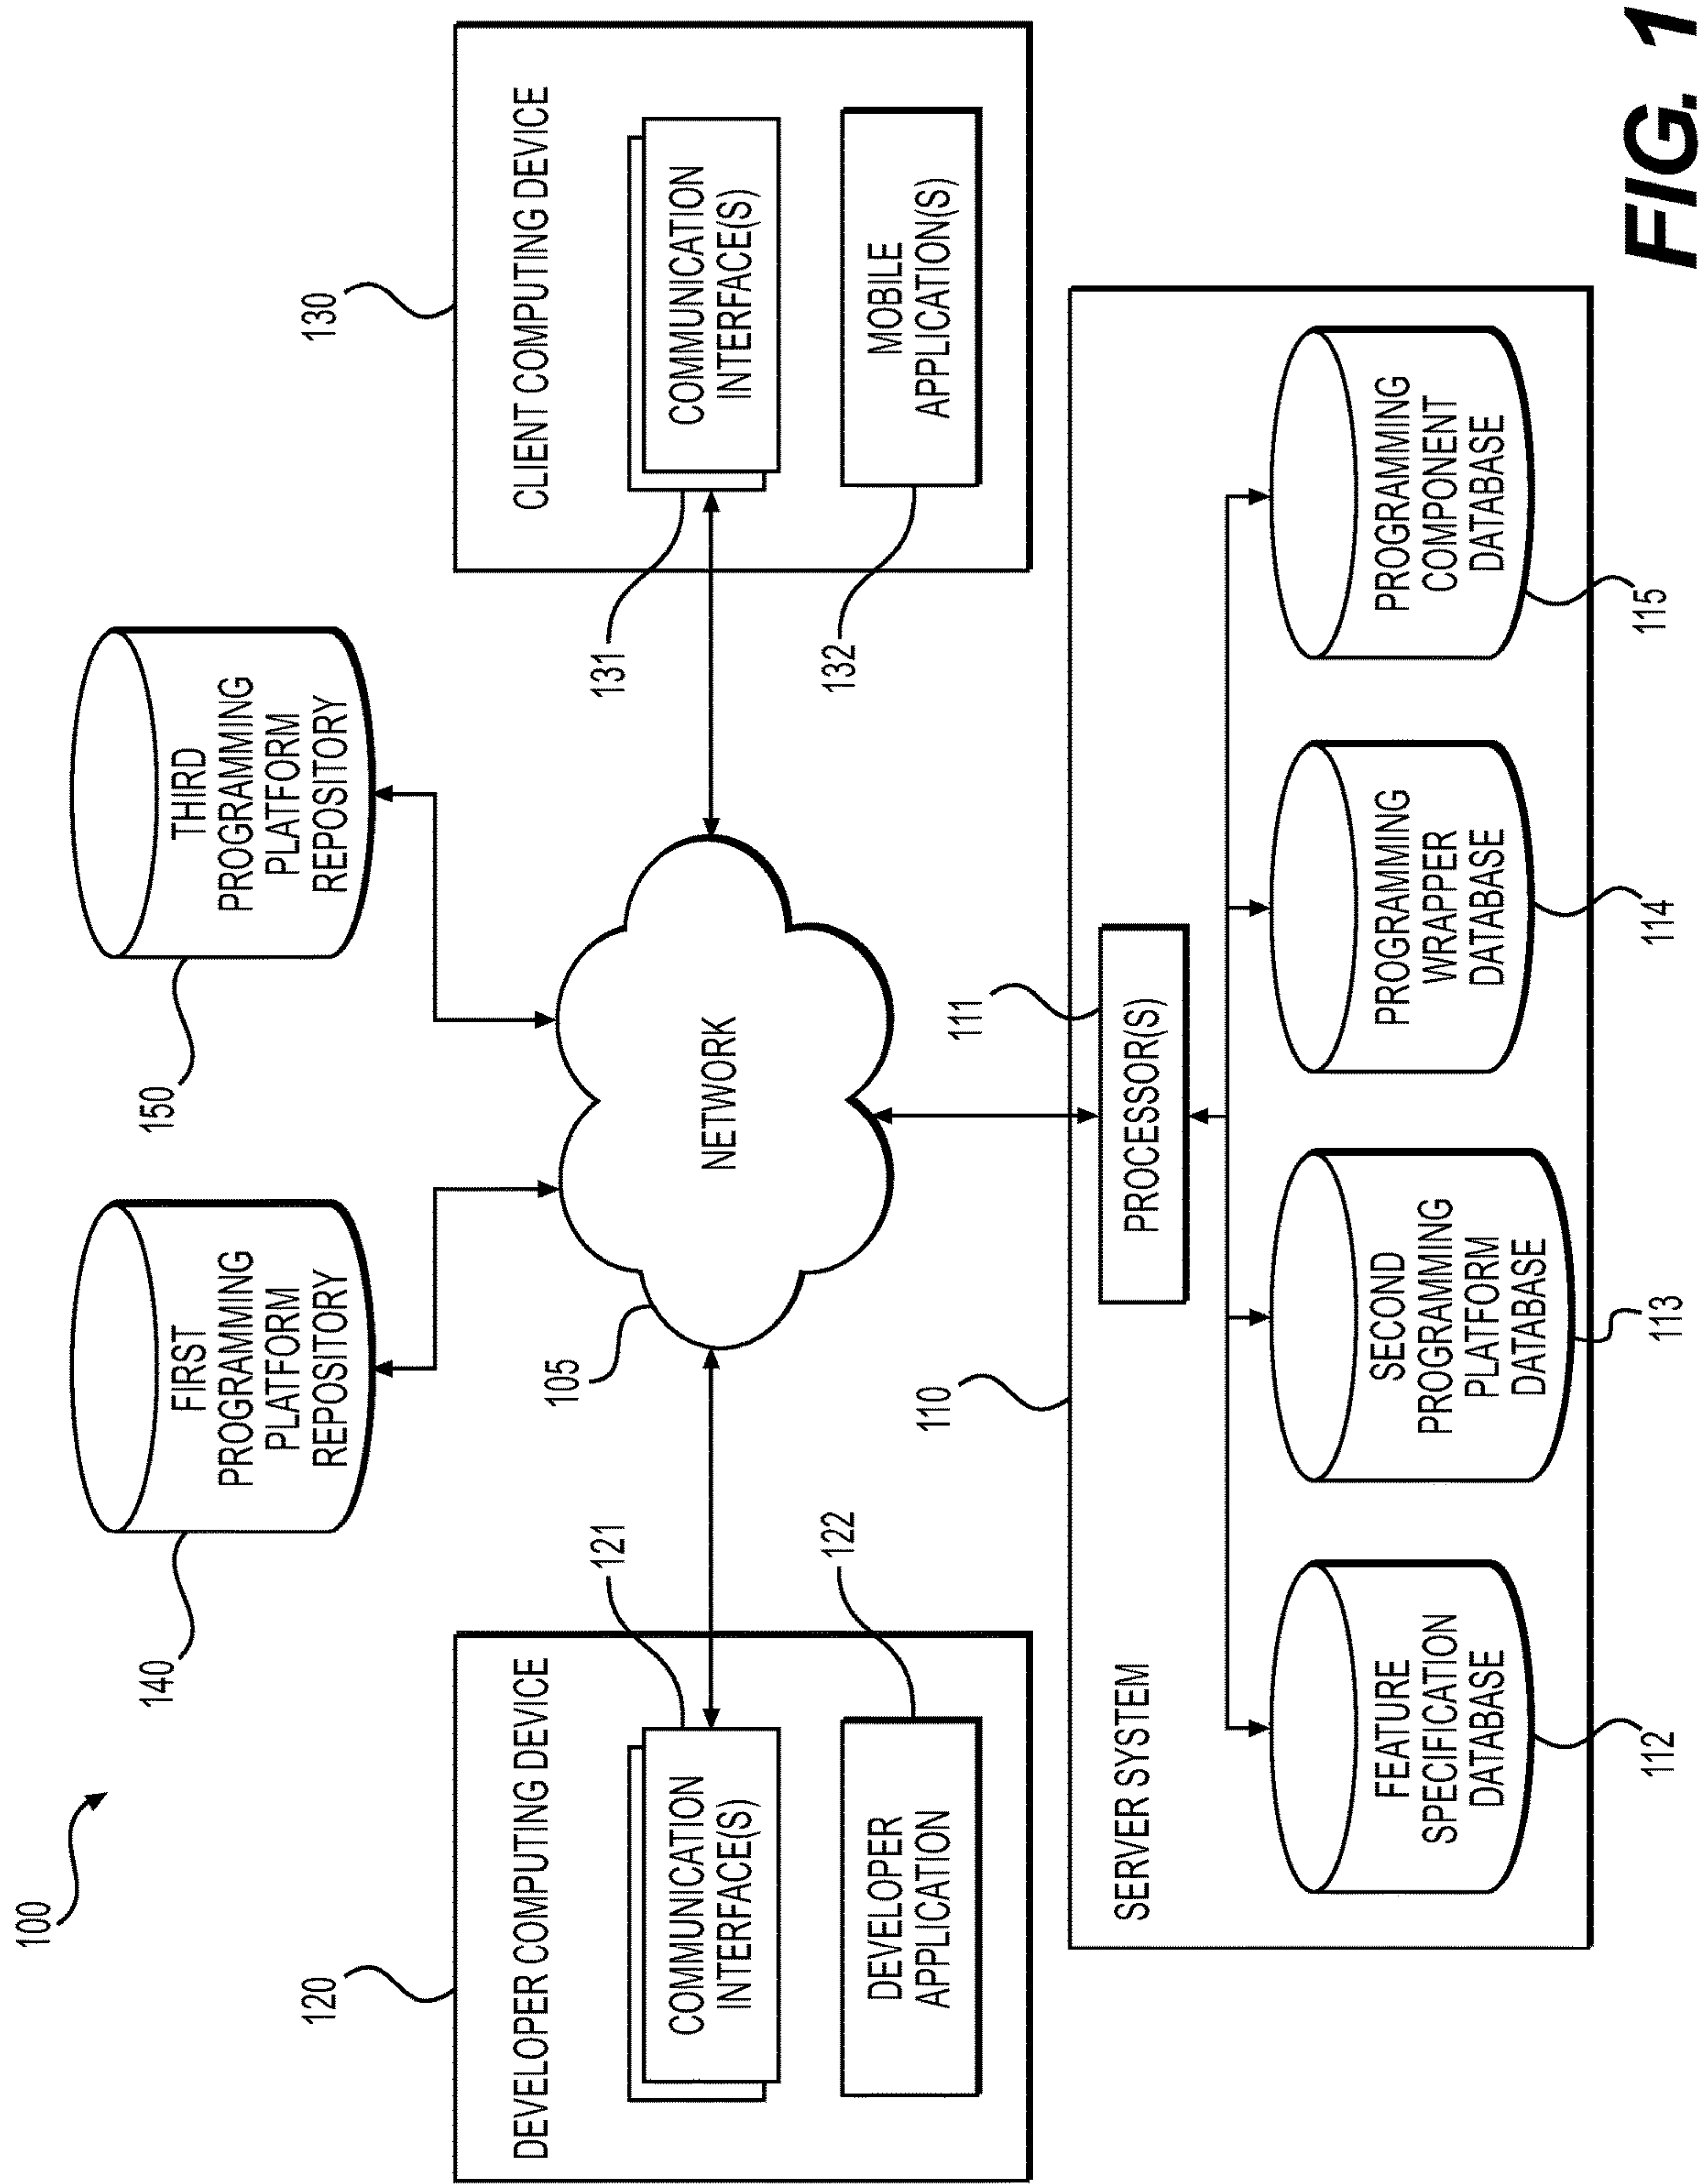 100
140
FIRST
PROGRAMMING
PLATFORM
REPOSITORY
150
THIRD
PROGRAMMING
PLATFORM
REPOSITORY
120
DEVELOPER COMPUTING DEVICE
121
COMMUNICATION
INTERFACE(S)
122
DEVELOPER
APPLICATION
105
NETWORK
130
CLIENT COMPUTING DEVICE
131
COMMUNICATION
INTERFACE(S)
132
MOBILE
APPLICATION(S)
110
SERVER SYSTEM
111
PROCESSOR(S)
FEATURE
SPECIFICATION
DATABASE
112
SECOND
PROGRAMMING
PLATFORM
DATABASE
113
PROGRAMMING
WRAPPER
DATABASE
114
PROGRAMMING
COMPONENT
DATABASE
115
FIG. 1